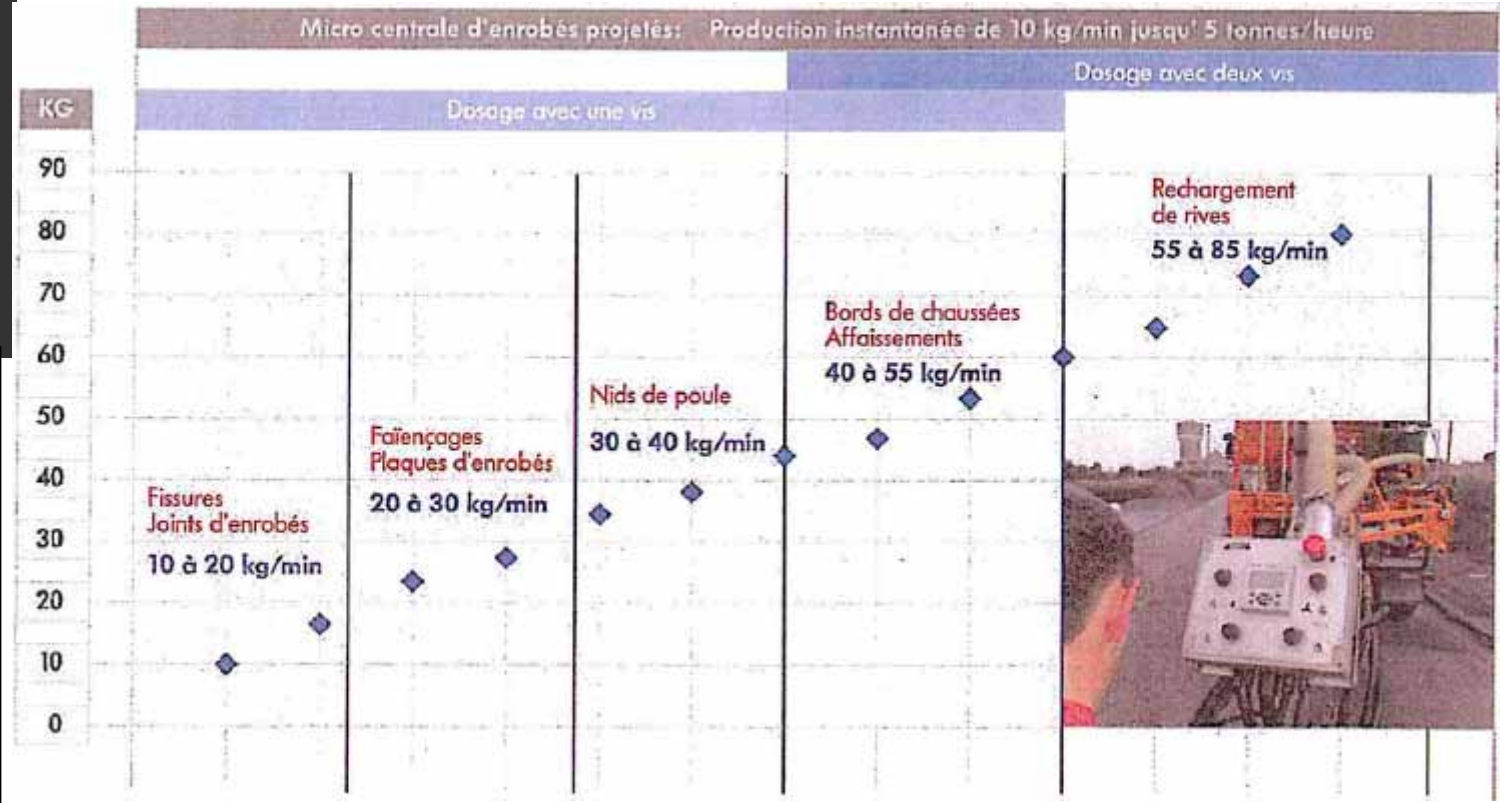 Micro centrale d'enrobés projetés: Production instantanée de 10 kg/min jusqu' 5 tonnes/heure
Dosage avec deux vis
KG
Dosage avec une vis
90
80
70
60
50
40
30
20
10
0
Rechargement
de rives
55 à 85 kg/min
Bords de chaussées
Affaissements
40 à 55 kg/min
Nids de poule
30 à 40 kg/min
Faïençages
Plaques d'enrobés
20 à 30 kg/min
Fissures
Joints d'enrobés
10 à 20 kg/min